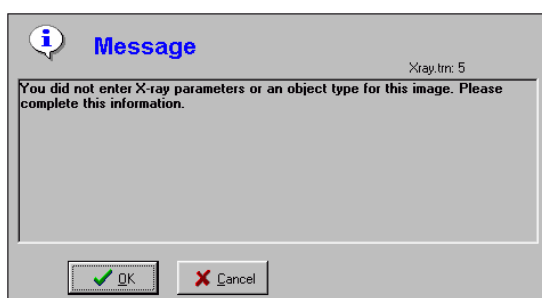 Message
Xray.trn: 5
You did not enter X-ray parameters or an object type for this image. Please
complete this information.
OK
Cancel